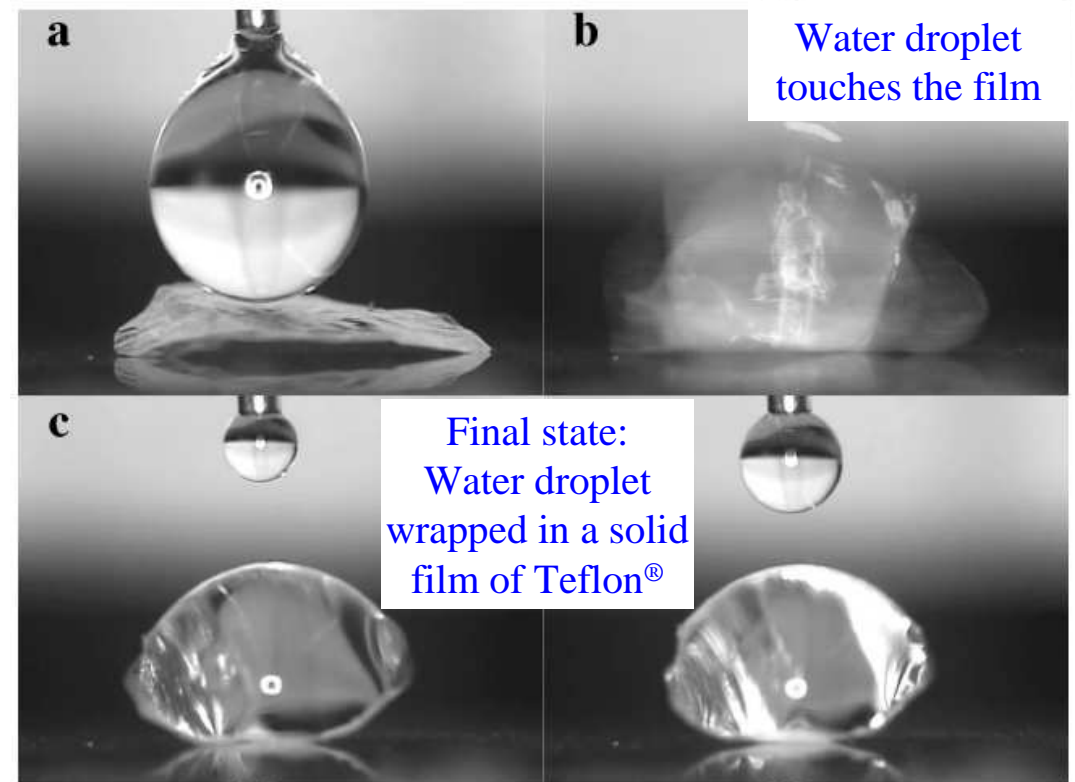 a
b
Water droplet
touches the film
c
Final state:
Water droplet
wrapped in a solid
film of Teflon®